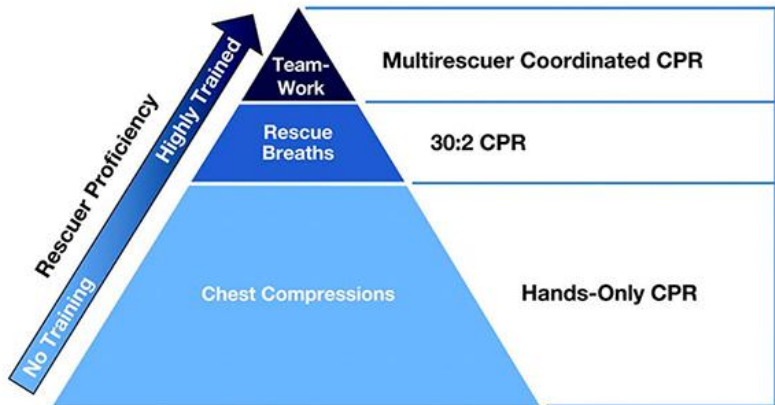 Rescuer Proficiency
No Training
Highly Trained
Team-
Work
Multirescuer Coordinated CPR
Rescue
Breaths
30:2 CPR
Chest Compressions
Hands-Only CPR